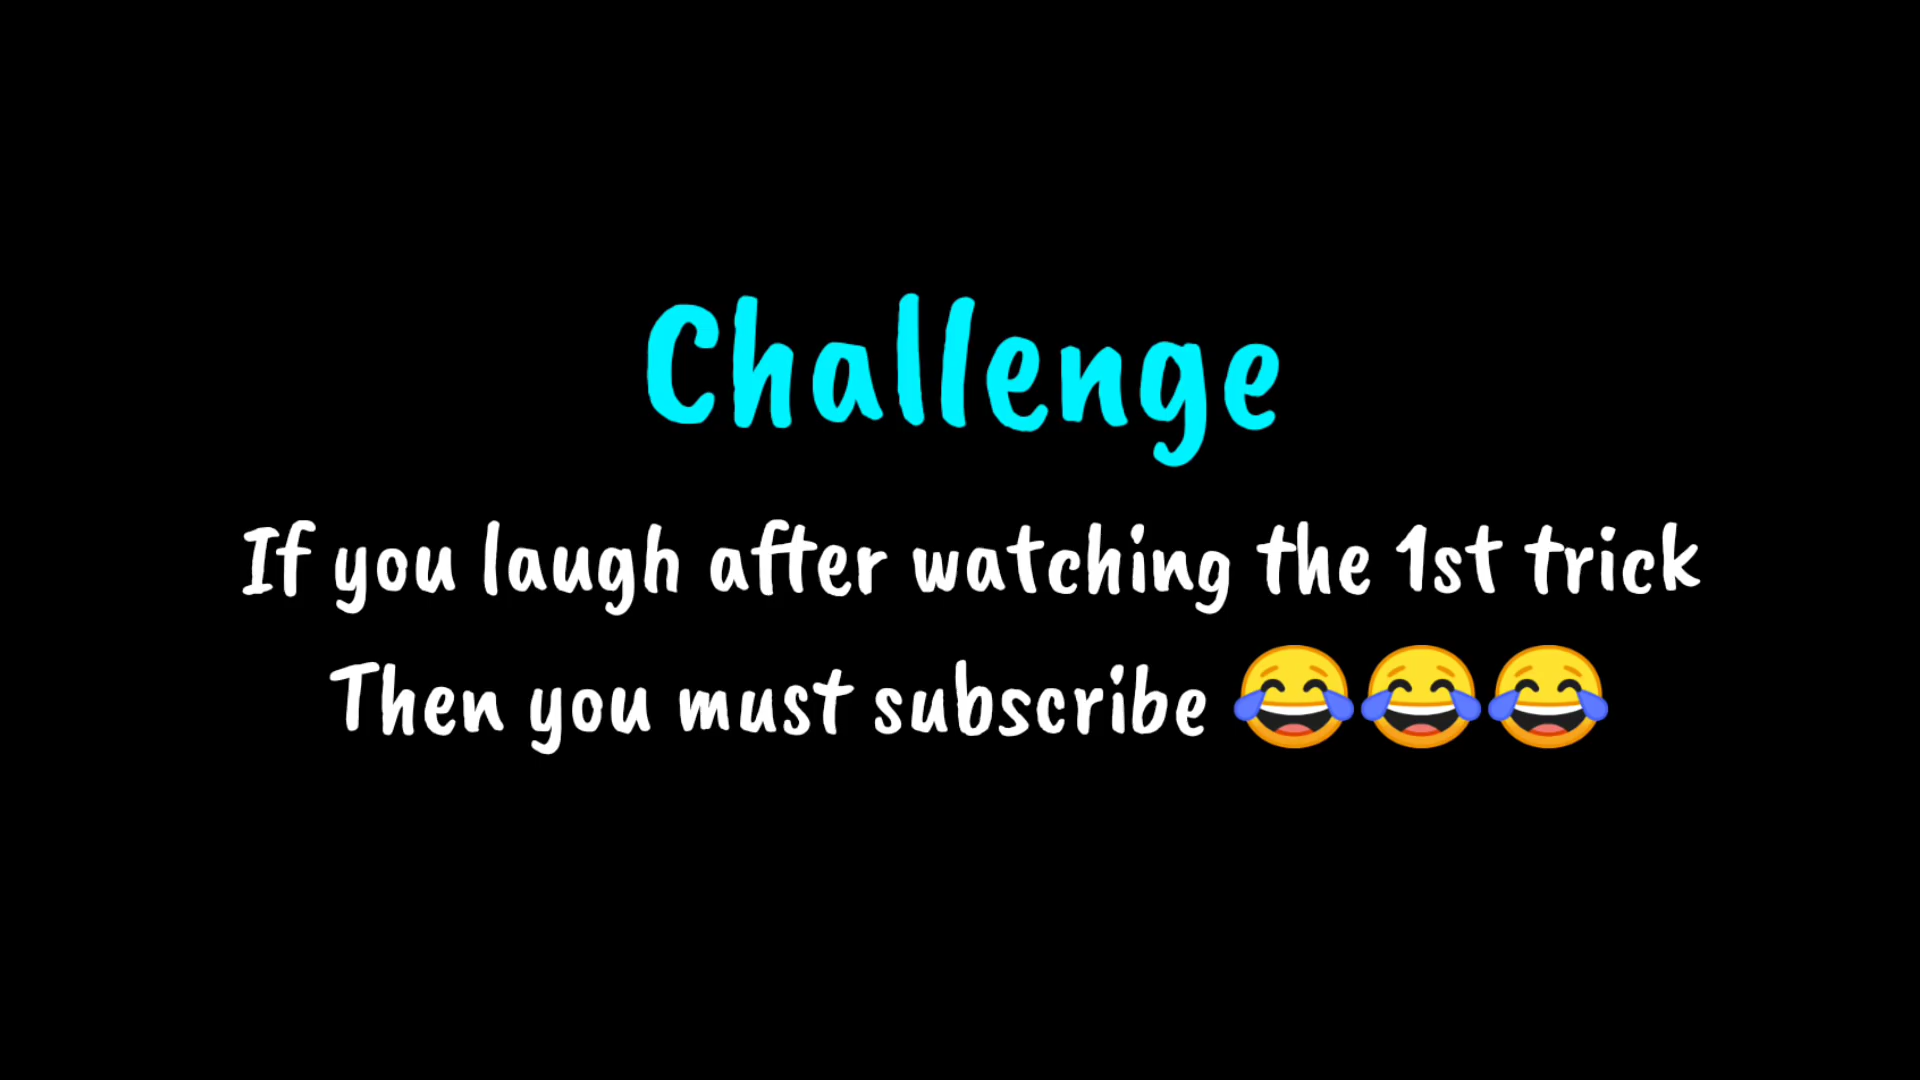 Challenge
If you laugh after watching the 1st trick
Then you must subscribe 😂😂😂